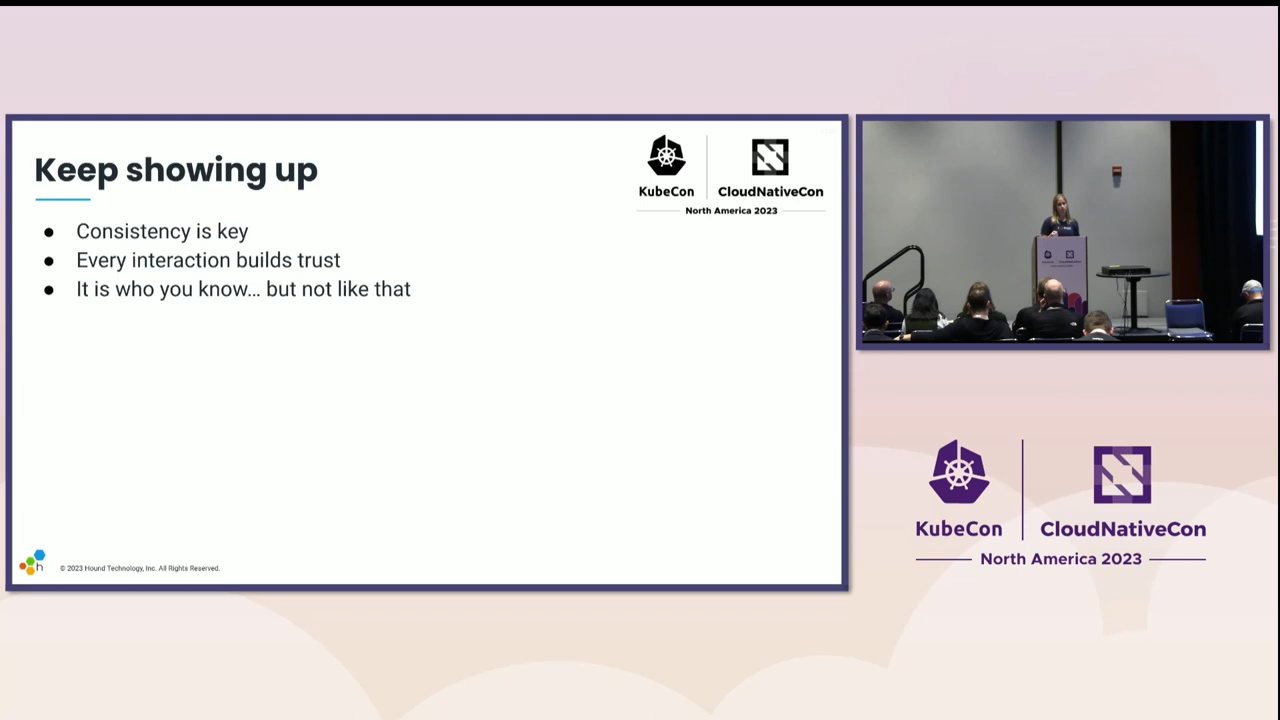 Keep showing up
● Consistency is key
● Every interaction builds trust
● It is who you know... but not like that
KubeCon
CloudNativeCon
North America 2023
h
© 2023 Hound Technology, Inc. All Rights Reserved.
KubeCon
CloudNativeCon
North America 2023